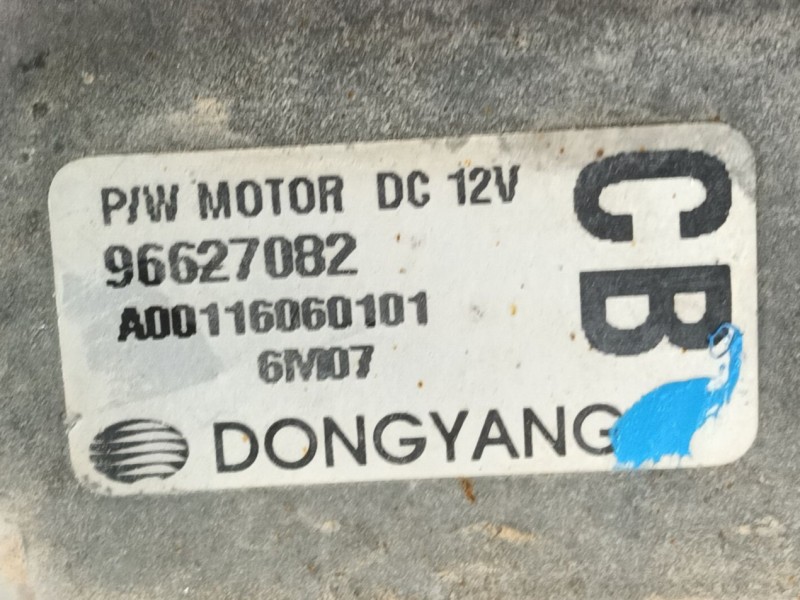 P/W MOTOR DC 12V
96627082
A00116060101
6M07
DONGYANG
CB